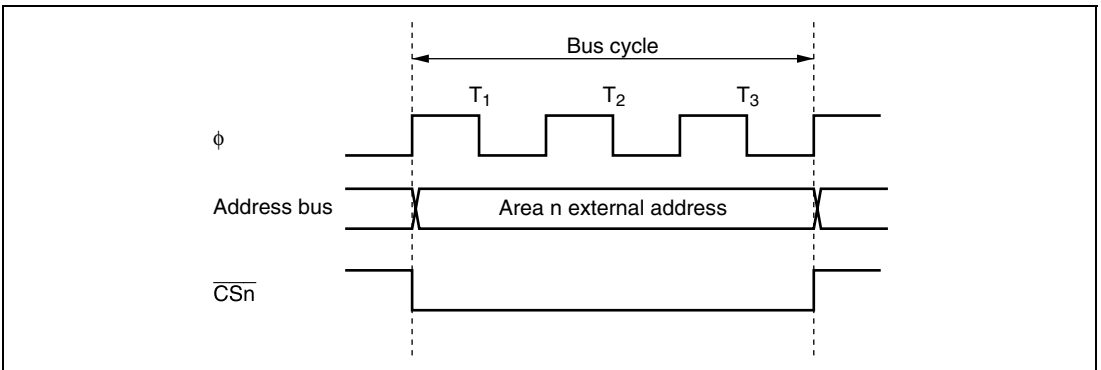 Bus cycle
T1 T2 T3
ϕ
Address bus
Area n external address
CSn